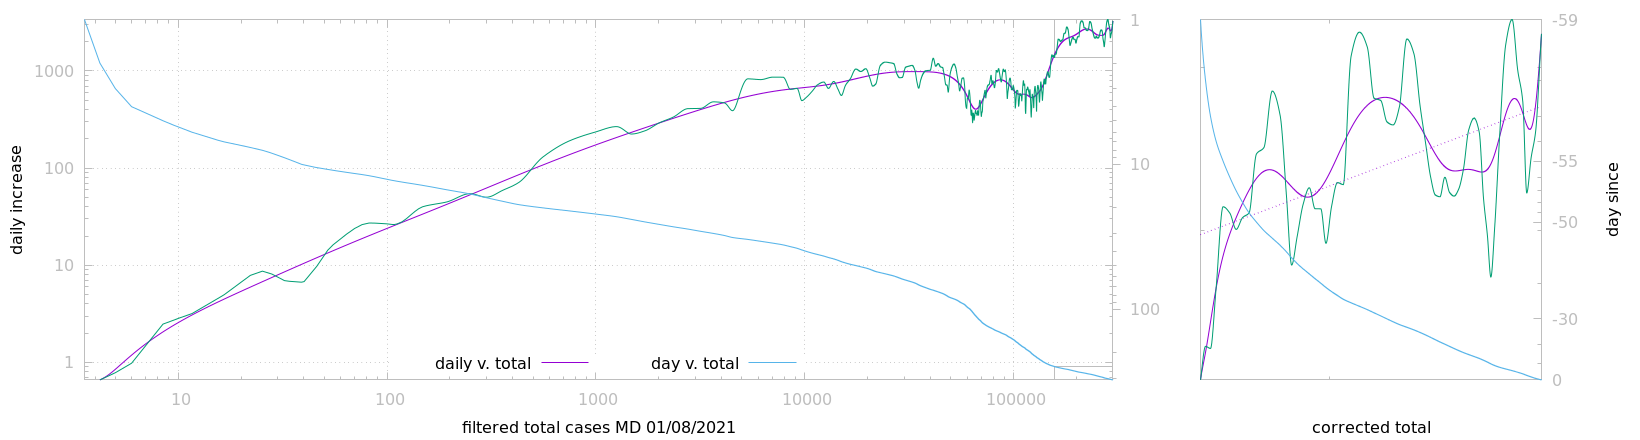 daily increase
1000
100
10
1
10
100
1000
10000
100000
1
10
100
daily v. total
day v. total
filtered total cases MD 01/08/2021
-59
-55
-50
-30
0
day since
corrected total